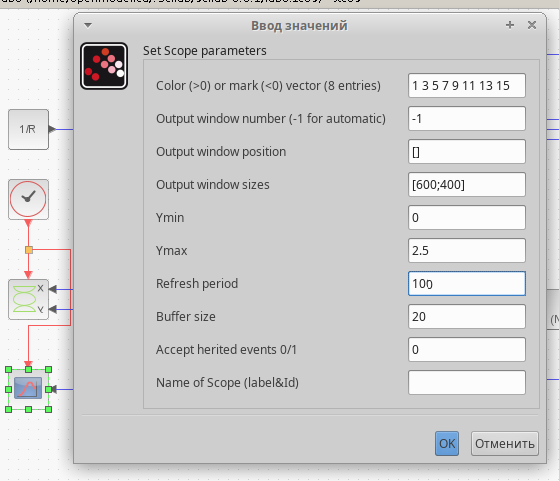 Ввод значений
Set Scope parameters
Color (>0) or mark (<0) vector (8 entries)
1 3 5 7 9 11 13 15
Output window number (-1 for automatic)
-1
Output window position
[]
Output window sizes
[600;400]
Ymin
0
Ymax
2.5
Refresh period
100
Buffer size
20
Accept herited events 0/1
0
Name of Scope (label&Id)
OK
Отменить
1/R
X
Y